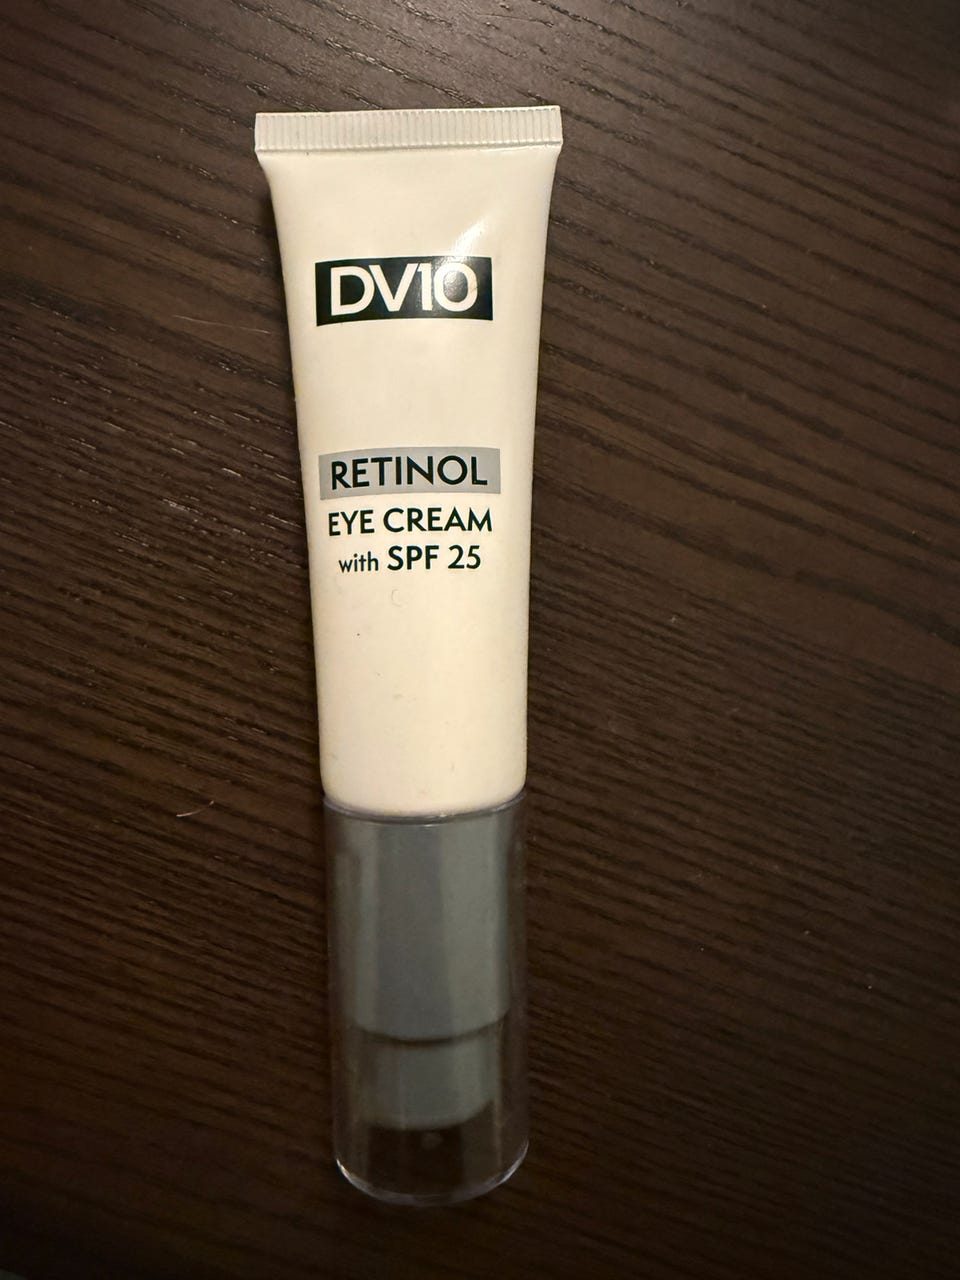 DV10
RETINOL
EYE CREAM
with SPF 25